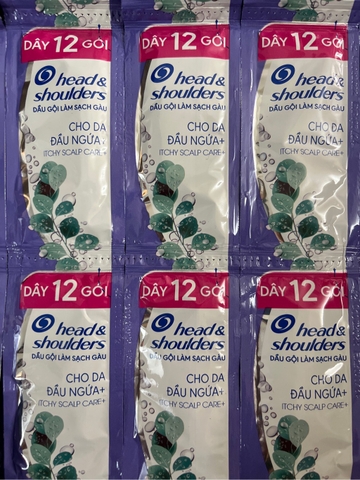 DÂY 12 GÓI
head &
shoulders
DẦU GỘI LÀM SẠCH GÀU
CHO DA
ĐẦU NGỨA+
ITCHY SCALP CARE+
DÂY 12 GÓI
head &
shoulders
DẦU GỘI LÀM SẠCH GÀU
CHO DA
ĐẦU NGỨA+
ITCHY SCALP CARE+
DÂY 12 GÓI
head &
shoulders
DẦU GỘI LÀM SẠCH GÀU
CHO DA
ĐẦU NGỨA+
ITCHY SCALP CARE+
DÂY 12 GÓI
head &
shoulders
DẦU GỘI LÀM SẠCH GÀU
CHO DA
ĐẦU NGỨA+
ITCHY SCALP CARE+
DÂY 12 GÓI
head &
shoulders
DẦU GỘI LÀM SẠCH GÀU
CHO DA
ĐẦU NGỨA+
ITCHY SCALP CARE+
DÂY 12 GÓI
head &
shoulders
DẦU GỘI LÀM SẠCH GÀU
CHO DA
ĐẦU NGỨA+
ITCHY SCALP CARE+